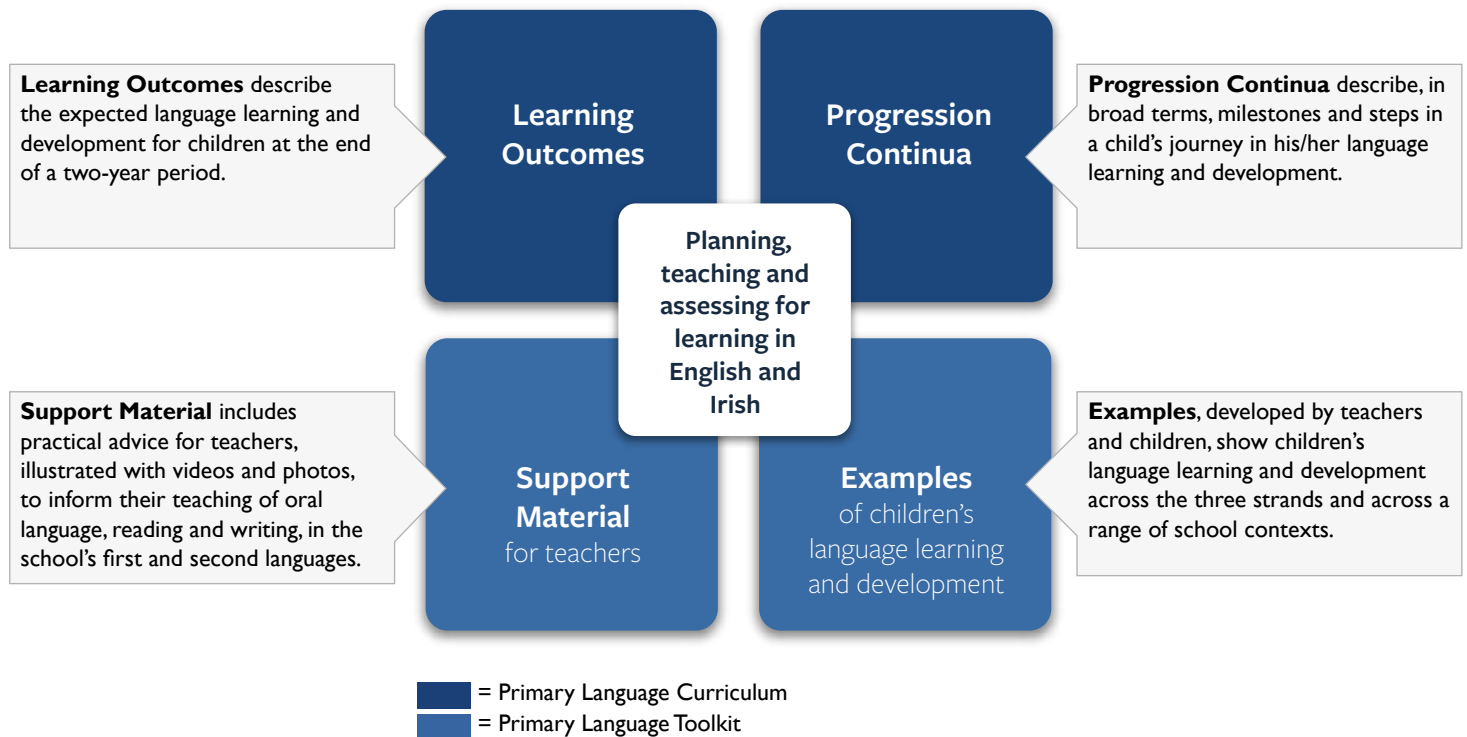 Learning Outcomes describe
the expected language learning and
development for children at the end
of a two-year period.
Learning
Outcomes
Progression
Continua
Progression Continua describe, in
broad terms, milestones and steps in
a child's journey in his/her language
learning and development.
Planning,
teaching and
assessing for
learning in
English and
Irish
Support Material includes
practical advice for teachers,
illustrated with videos and photos,
to inform their teaching of oral
language, reading and writing, in the
school's first and second languages.
Support
Material
for teachers
Examples
of children's
language learning
and development
Examples, developed by teachers
and children, show children's
language learning and development
across the three strands and across a
range of school contexts.
= Primary Language Curriculum
= Primary Language Toolkit